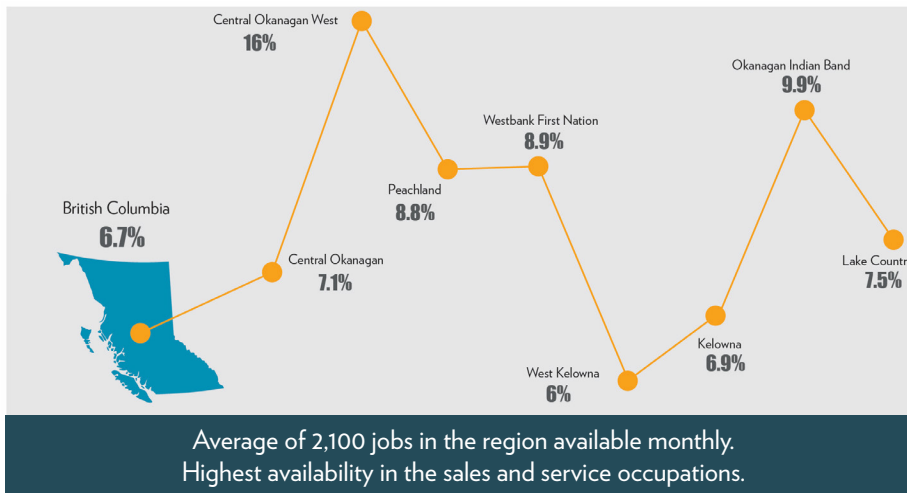 Central Okanagan West
16%
Okanagan Indian Band
9.9%
Westbank First Nation
8.9%
Peachland
8.8%
British Columbia
6.7%
Central Okanagan
7.1%
Lake Countr
7.5%
Kelowna
6.9%
West Kelowna
6%
Average of 2,100 jobs in the region available monthly.
Highest availability in the sales and service occupations.